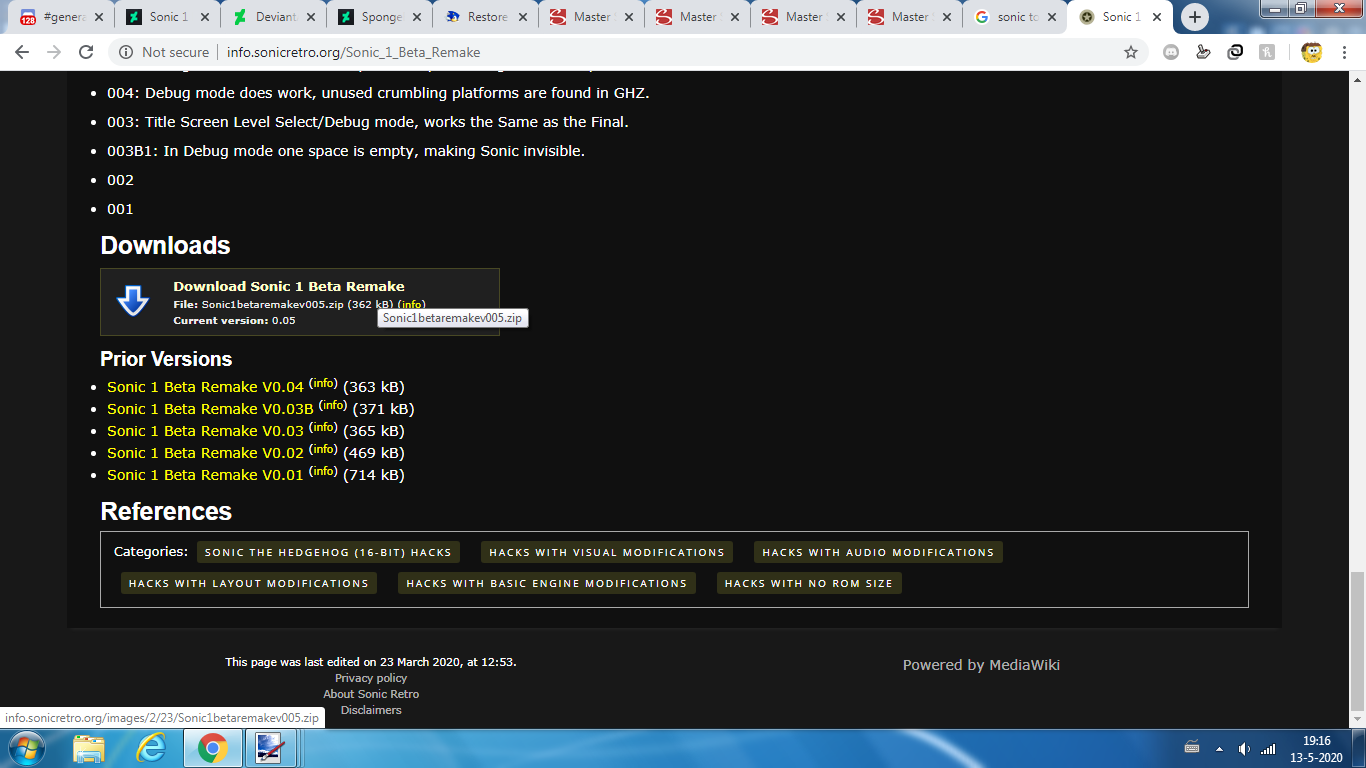 128
#genera
Sonic 1
Deviant
Sponge
Restore
Master
Master
Master
Master
sonic to
Sonic 1
Not secure
info.sonicretro.org/Sonic_1_Beta_Remake
004: Debug mode does work, unused crumbling platforms are found in GHZ.
003: Title Screen Level Select/Debug mode, works the Same as the Final.
003B1: In Debug mode one space is empty, making Sonic invisible.
002
001
Downloads
Download Sonic 1 Beta Remake
File: Sonic1betaremakev005.zip (362 kB) (info)
Current version: 0.05
Sonic1betaremakev005.zip
Prior Versions
Sonic 1 Beta Remake V0.04 (info) (363 kB)
Sonic 1 Beta Remake V0.03B (info) (371 kB)
Sonic 1 Beta Remake V0.03 (info) (365 kB)
Sonic 1 Beta Remake V0.02 (info) (469 kB)
Sonic 1 Beta Remake V0.01 (info) (714 kB)
References
Categories: SONIC THE HEDGEHOG (16-BIT) HACKS HACKS WITH VISUAL MODIFICATIONS HACKS WITH AUDIO MODIFICATIONS
HACKS WITH LAYOUT MODIFICATIONS HACKS WITH BASIC ENGINE MODIFICATIONS HACKS WITH NO ROM SIZE
This page was last edited on 23 March 2020, at 12:53.
Powered by MediaWiki
Privacy policy
About Sonic Retro
Disclaimers
info.sonicretro.org/images/2/23/Sonic1betaremakev005.zip
19:16
13-5-2020